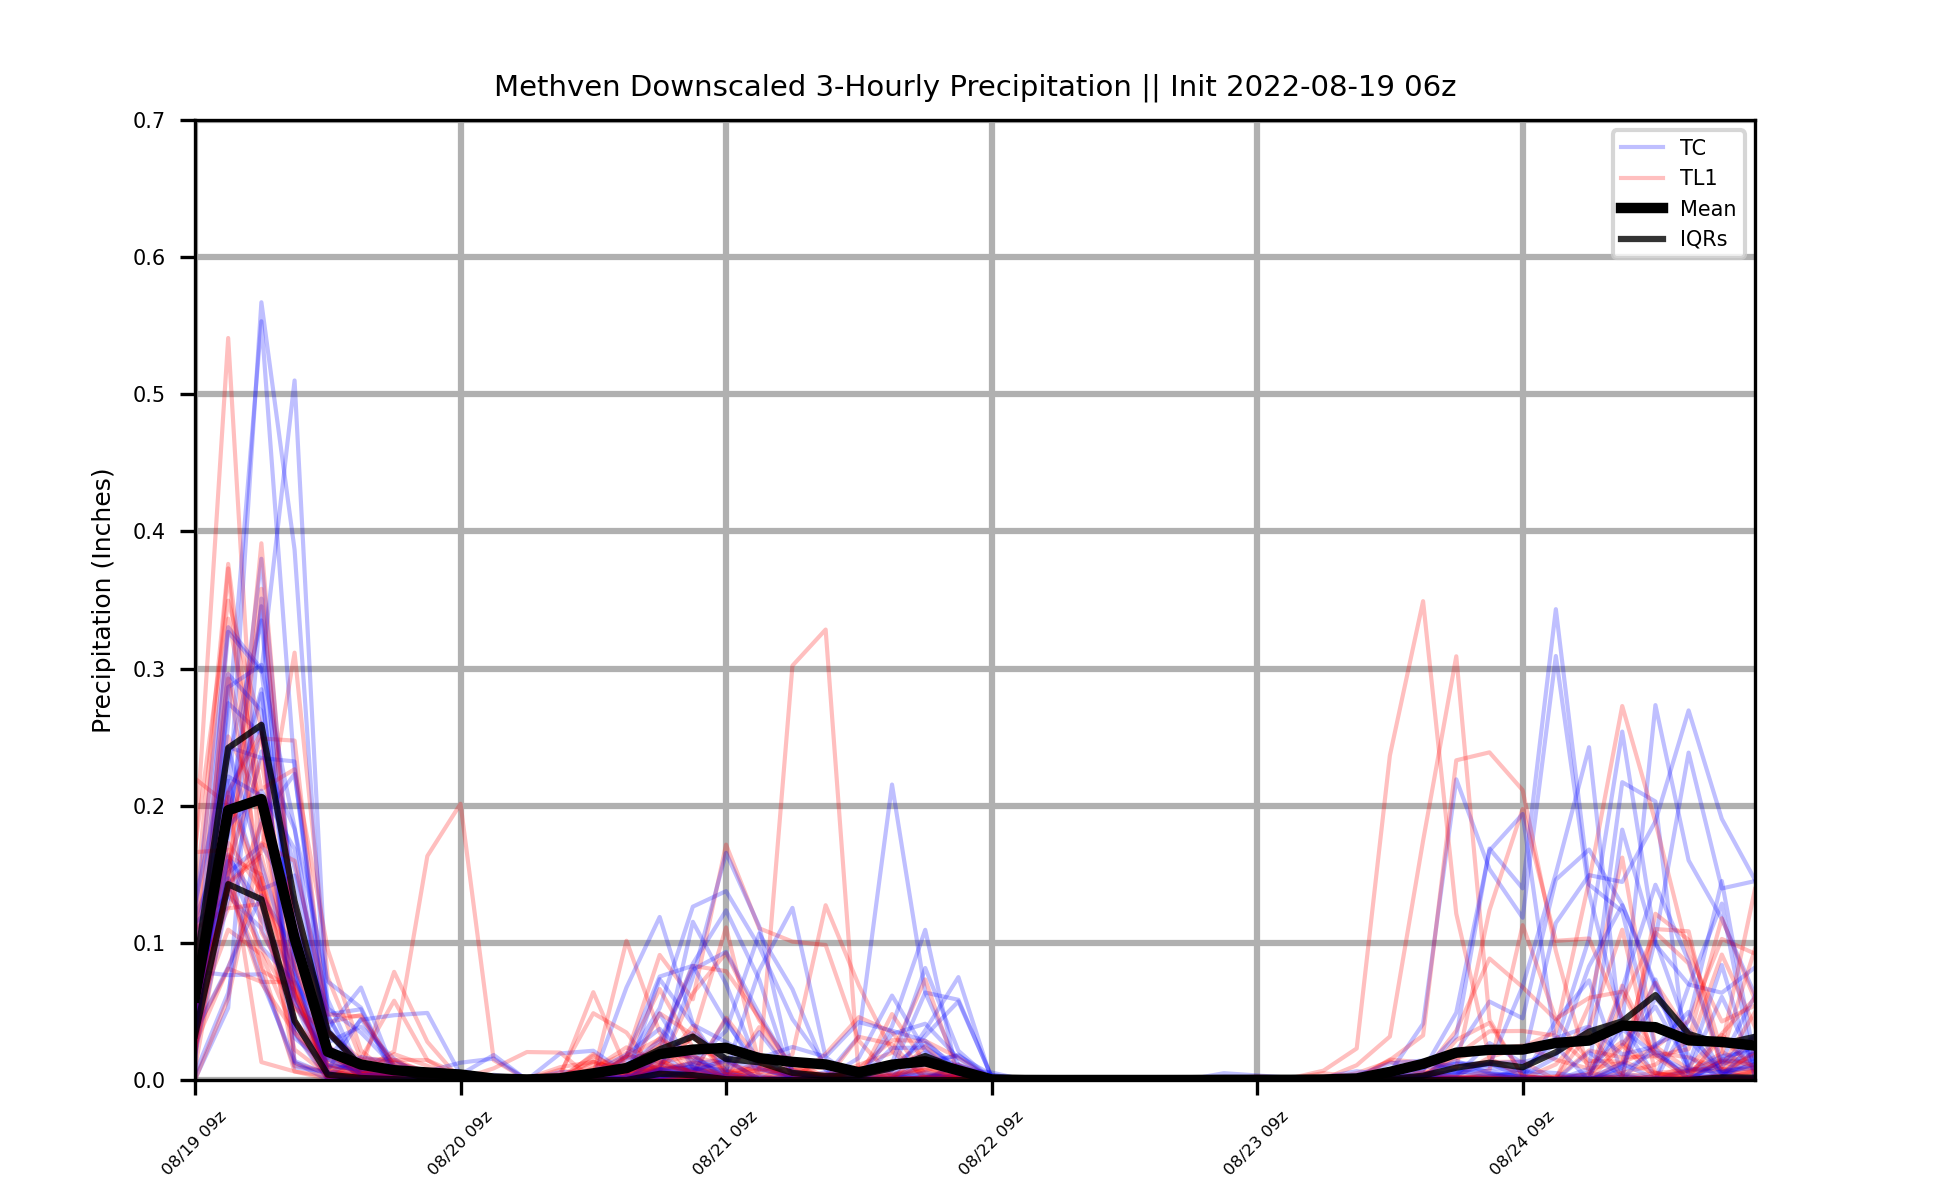 Methven Downscaled 3-Hourly Precipitation || Init 2022-08-19 06z
Precipitation (Inches)
0.7
0.6
0.5
0.4
0.3
0.2
0.1
0.0
TC
TL1
Mean
IQRs
08/19 09z
08/20 09z
08/21 09z
08/22 09z
08/23 09z
08/24 09z